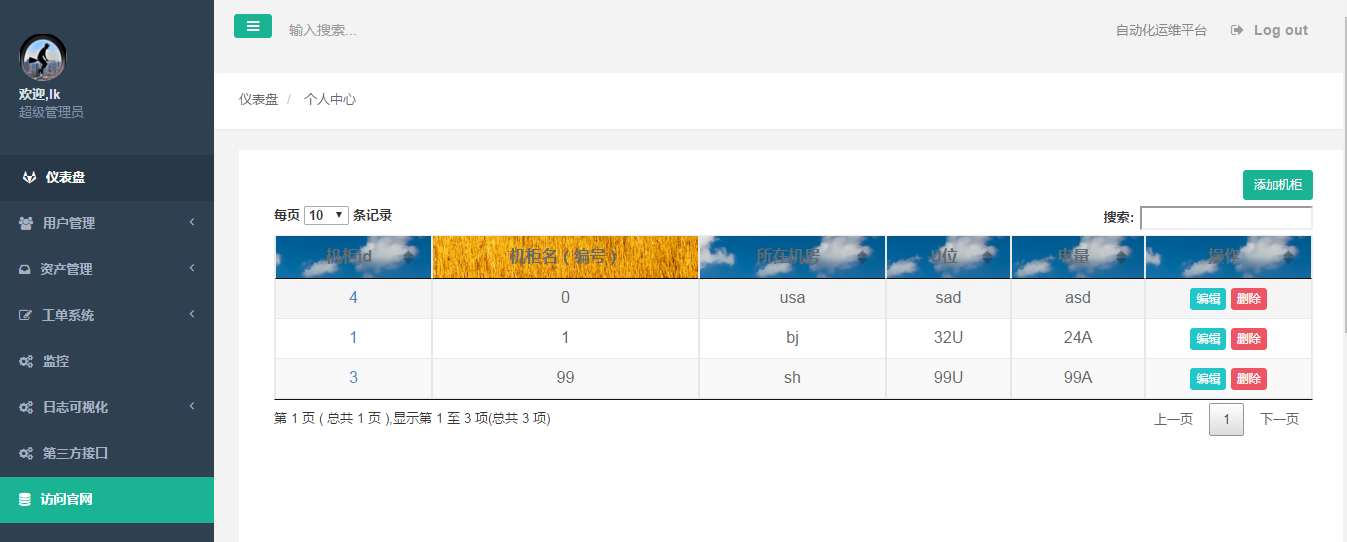 欢迎,lk
超级管理员
仪表盘
用户管理
资产管理
工单系统
监控
日志可视化
第三方接口
访问官网
输入搜索...
自动化运维平台 Log out
仪表盘 / 个人中心
添加机柜
每页 10 条记录 搜索:
机柜id 机柜名 ( 编号 ) 所在机房 U位 电量 操作
4 0 usa sad asd 编辑 删除
1 1 bj 32U 24A 编辑 删除
3 99 sh 99U 99A 编辑 删除
第 1 页 ( 总共 1 页 ),显示第 1 至 3 项(总共 3 项) 上一页 1 下一页